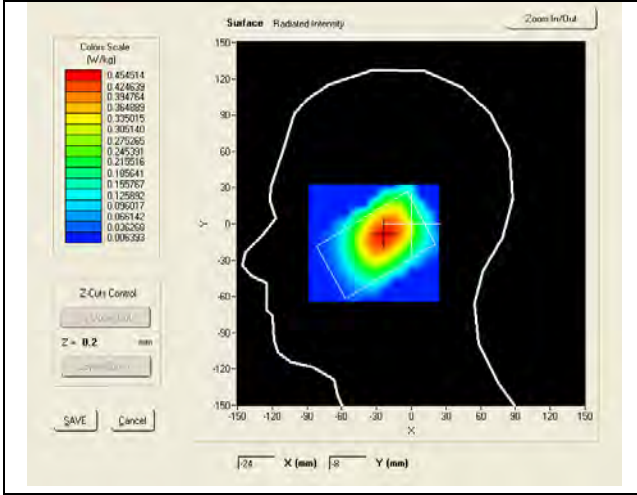 Surface Radiated Intensity
Zoom In/Out
Colors Scale
(W/kg)
0.454514
0.424639
0.394764
0.364889
0.335015
0.305140
0.275265
0.245391
0.215516
0.185641
0.155767
0.125892
0.096017
0.066142
0.036268
0.006393
Z-Cuts Control
Z = 0.2 mm
SAVE
Cancel
150-
120-
90-
60-
30-
0-
-30-
-60-
-90-
-120-
-150-
Y
-150 -120 -90 -60 -30 0 30 60 90 120 150
X
-24 X (mm) -8 Y (mm)